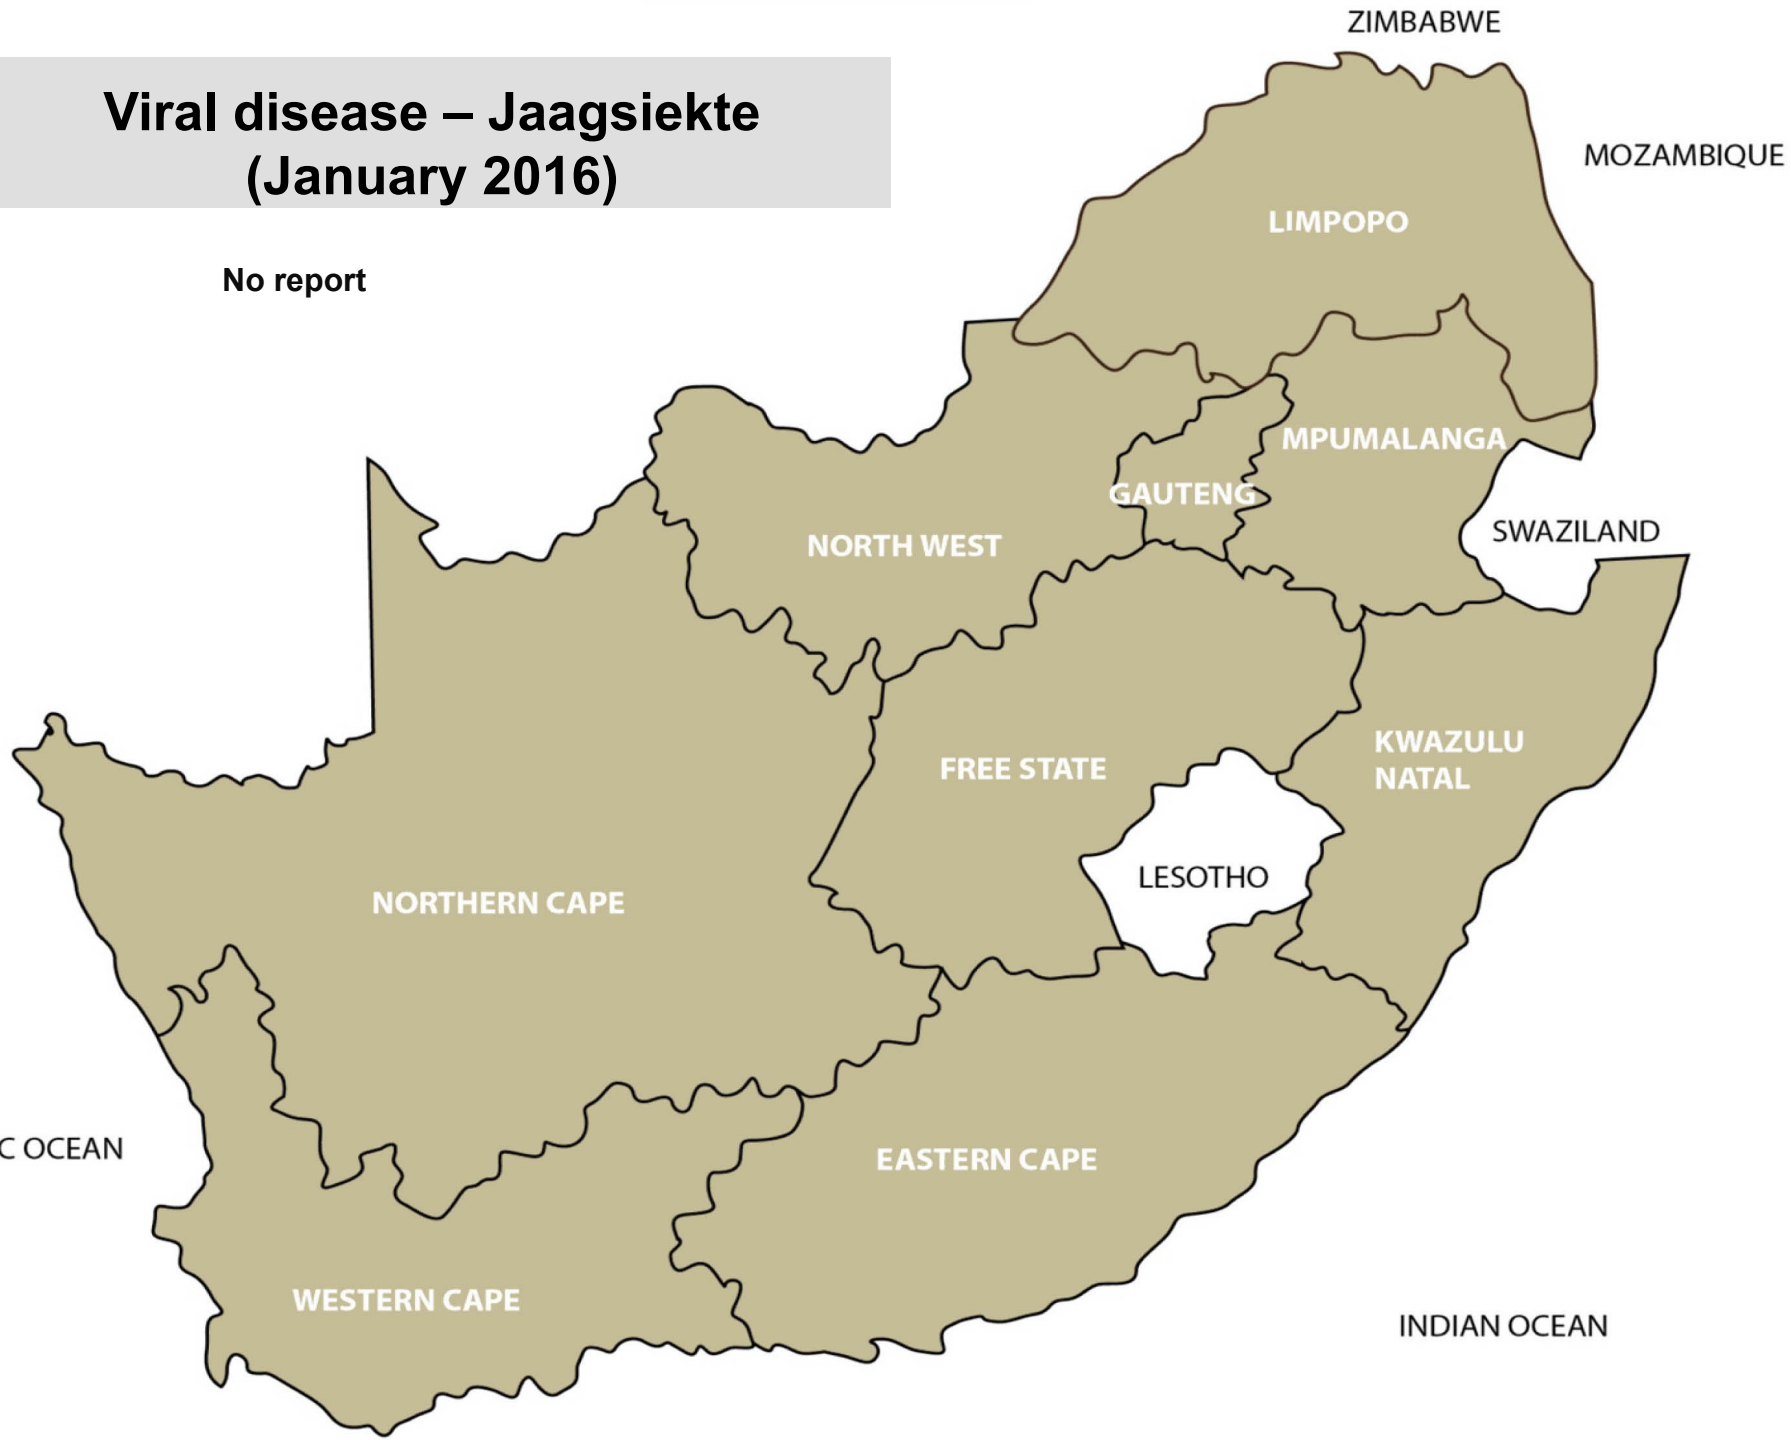 ZIMBABWE
Viral disease – Jaagsiekte
(January 2016)
MOZAMBIQUE
LIMPOPO
No report
MPUMALANGA
GAUTENG
SWAZILAND
NORTH WEST
KWAZULU
NATAL
FREE STATE
LESOTHO
NORTHERN CAPE
C OCEAN
EASTERN CAPE
WESTERN CAPE
INDIAN OCEAN